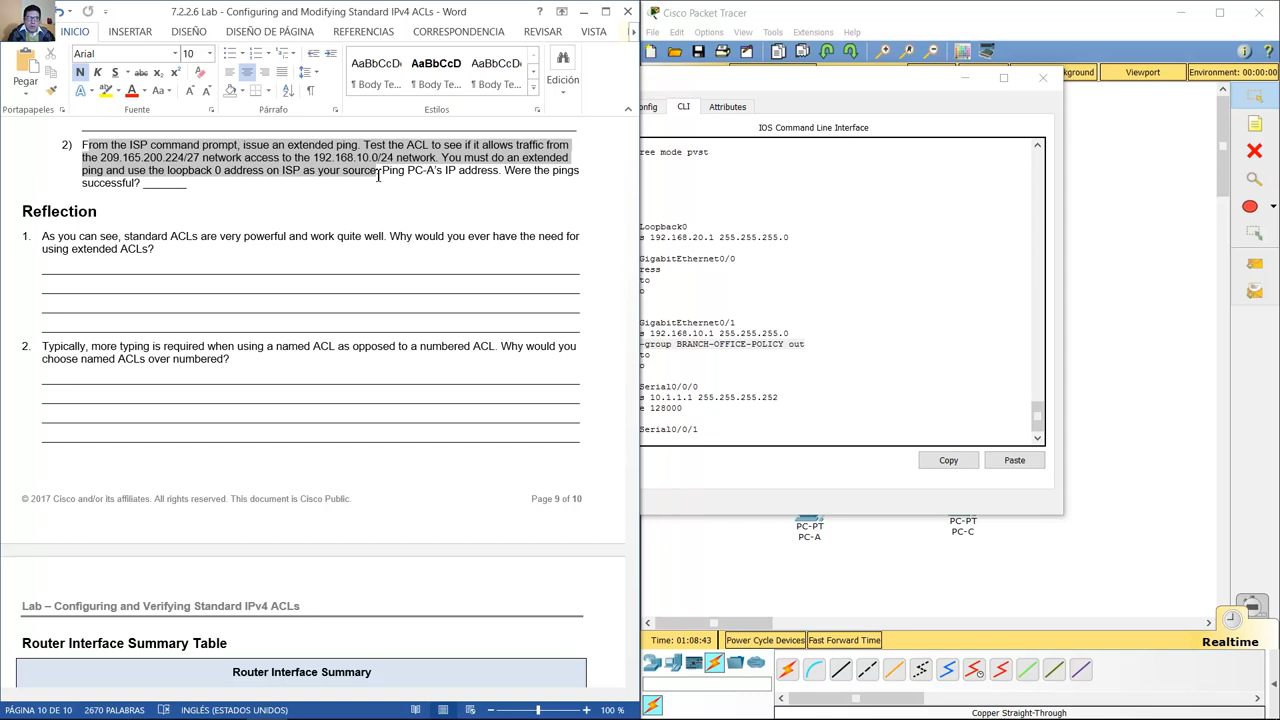 7.2.2.6 Lab - Configuring and Modifying Standard IPv4 ACLs - Word
INICIO
INSERTAR
DISEÑO
DISEÑO DE PÁGINA
REFERENCIAS
CORRESPONDENCIA
REVISAR
VISTA
Pegar
Arial
10
N K S abc x₂ x²
A ab A Aa A A
AaBbCcD
AaBbCcD
AaBbCcD
¶ Body Te...
¶ Body Te...
¶ Body Te...
Edición
Portapapeles
Fuente
Párrafo
Estilos
2) From the ISP command prompt, issue an extended ping. Test the ACL to see if it allows traffic from
the 209.165.200.224/27 network access to the 192.168.10.0/24 network. You must do an extended
ping and use the loopback 0 address on ISP as your source. Ping PC-A's IP address. Were the pings
successful? _______
Reflection
1. As you can see, standard ACLs are very powerful and work quite well. Why would you ever have the need for
using extended ACLs?
2. Typically, more typing is required when using a named ACL as opposed to a numbered ACL. Why would you
choose named ACLs over numbered?
© 2017 Cisco and/or its affiliates. All rights reserved. This document is Cisco Public.
Page 9 of 10
Lab – Configuring and Verifying Standard IPv4 ACLs
Router Interface Summary Table
Router Interface Summary
PÁGINA 10 DE 10
2670 PALABRAS
INGLÉS (ESTADOS UNIDOS)
100 %
Cisco Packet Tracer
File Edit Options View Tools Extensions Help
kground
Viewport
Environment: 00:00:00
nfig
CLI
Attributes
IOS Command Line Interface
ree mode pvst
Loopback0
s 192.168.20.1 255.255.255.0
GigabitEthernet0/0
ress
to
o
GigabitEthernet0/1
s 192.168.10.1 255.255.255.0
-group BRANCH-OFFICE-POLICY out
to
o
Serial0/0/0
s 10.1.1.1 255.255.255.252
e 128000
Serial0/0/1
Copy
Paste
PC-PT
PC-A
PC-PT
PC-C
Time: 01:08:43
Power Cycle Devices
Fast Forward Time
Realtime
Copper Straight-Through